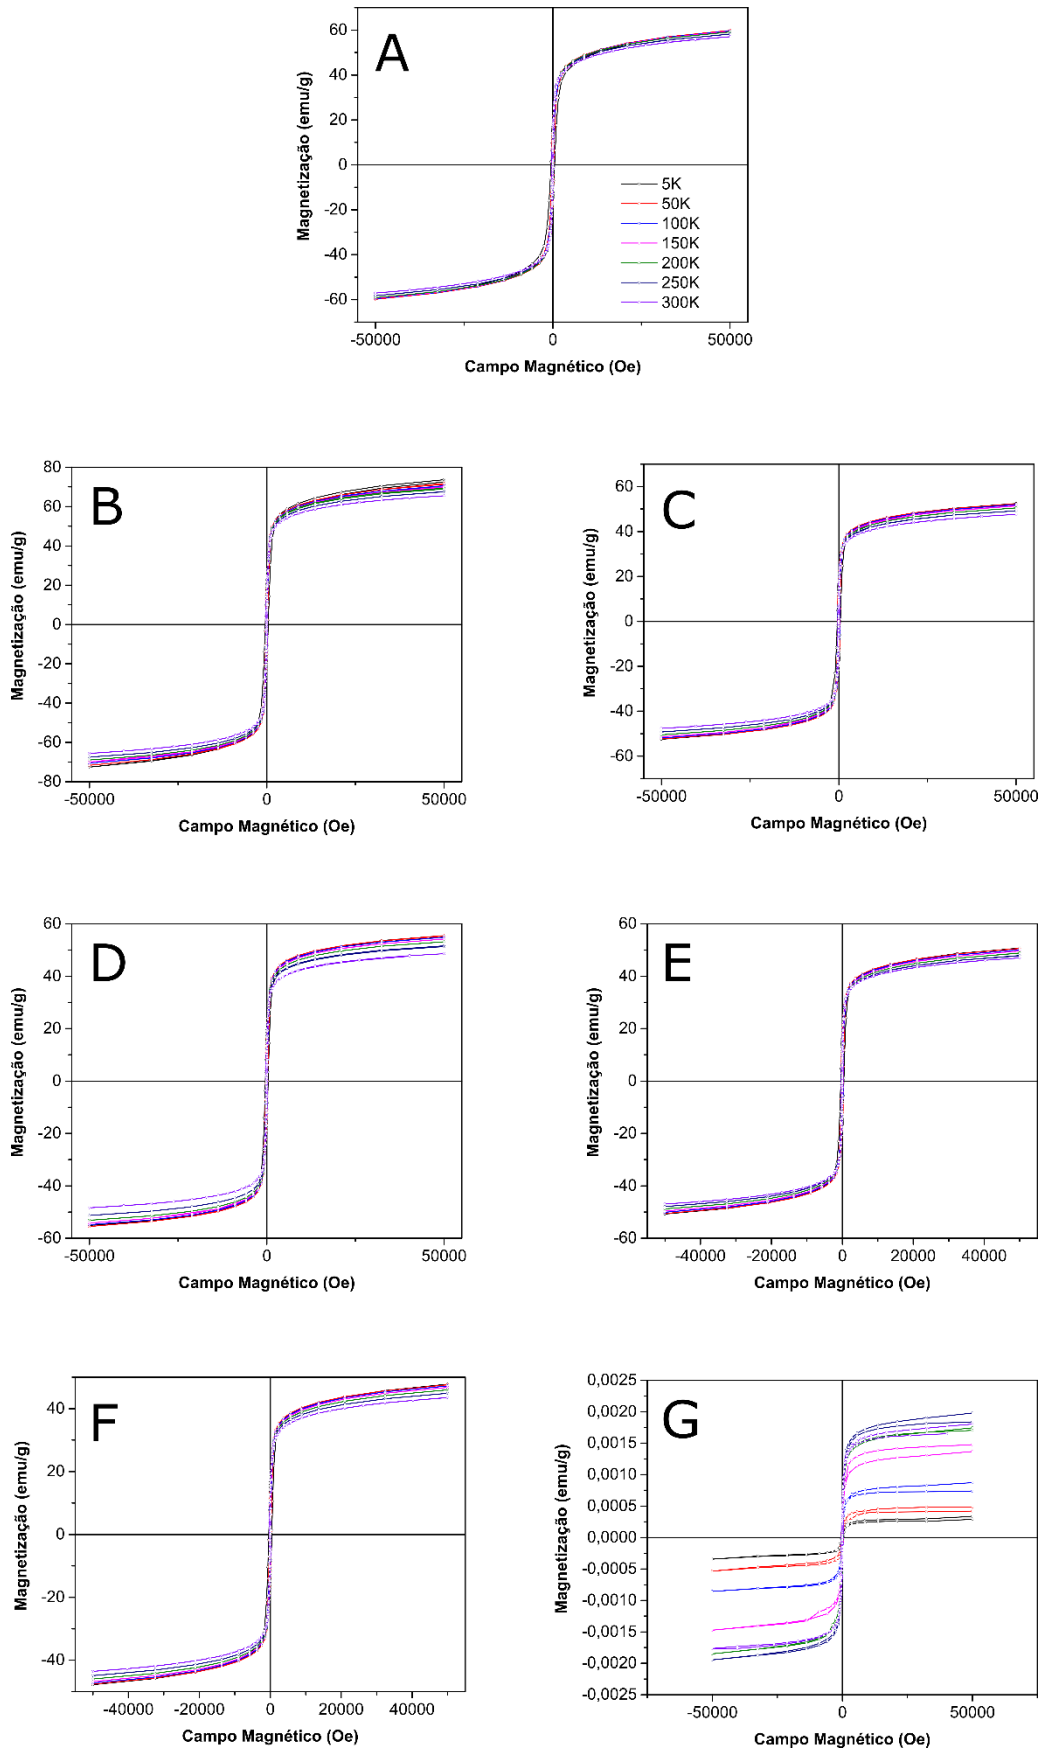 A
Magnetização (emu/g)
60
40
20
0
-20
-40
-60
5K
50K
100K
150K
200K
250K
300K
-50000 0 50000
Campo Magnético (Oe)
B
Magnetização (emu/g)
80
60
40
20
0
-20
-40
-60
-80
-50000 0 50000
Campo Magnético (Oe)
C
Magnetização (emu/g)
60
40
20
0
-20
-40
-60
-50000 0 50000
Campo Magnético (Oe)
D
Magnetização (emu/g)
60
40
20
0
-20
-40
-60
-50000 0 50000
Campo Magnético (Oe)
E
Magnetização (emu/g)
60
40
20
0
-20
-40
-60
-40000 -20000 0 20000 40000
Campo Magnético (Oe)
F
Magnetização (emu/g)
40
20
0
-20
-40
-40000 -20000 0 20000 40000
Campo Magnético (Oe)
G
Magnetização (emu/g)
0,0025
0,0020
0,0015
0,0010
0,0005
0,0000
-0,0005
-0,0010
-0,0015
-0,0020
-0,0025
-50000 0 50000
Campo Magnético (Oe)